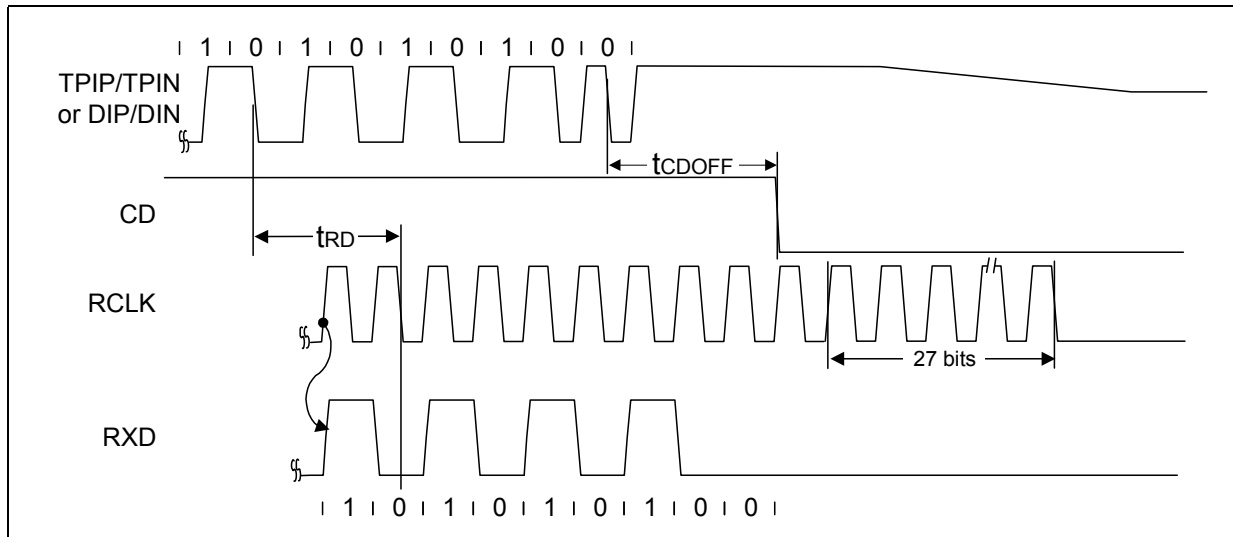 1 0 1 0 1 0 1 0 0
TPIP/TPIN
or DIP/DIN
tCDOFF
CD
tRD
RCLK
27 bits
RXD
1 0 1 0 1 0 1 0 0